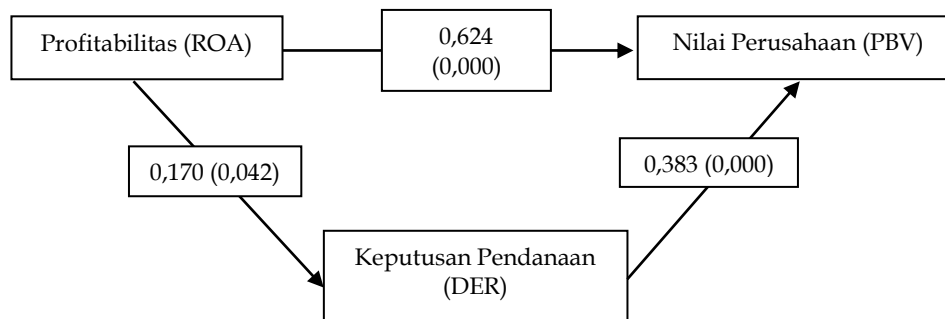 Profitabilitas (ROA)
0,624
(0,000)
Nilai Perusahaan (PBV)
0,170 (0,042)
0,383 (0,000)
Keputusan Pendanaan
(DER)